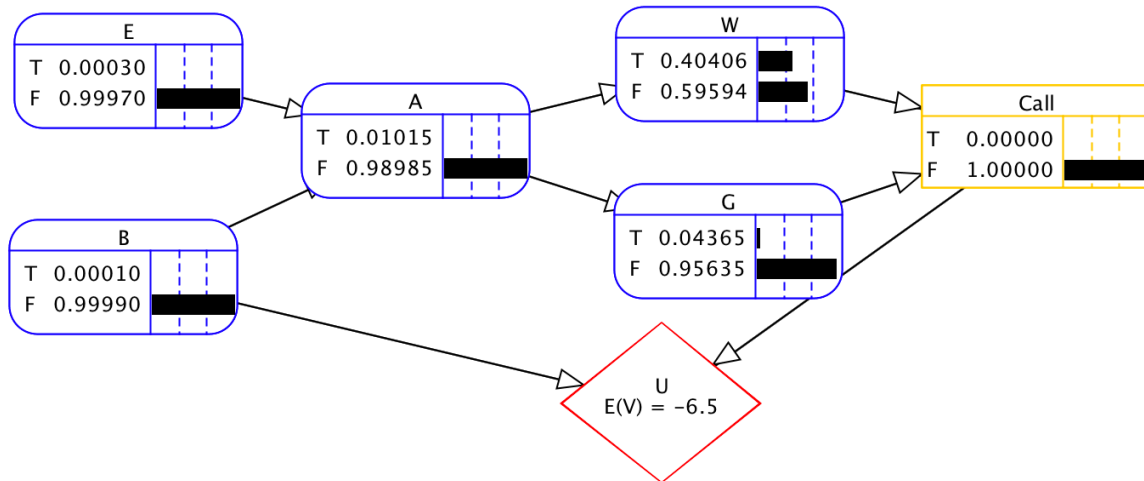 E
T 0.00030
F 0.99970
A
T 0.01015
F 0.98985
W
T 0.40406
F 0.59594
Call
T 0.00000
F 1.00000
B
T 0.00010
F 0.99990
G
T 0.04365
F 0.95635
U
E(V) = -6.5